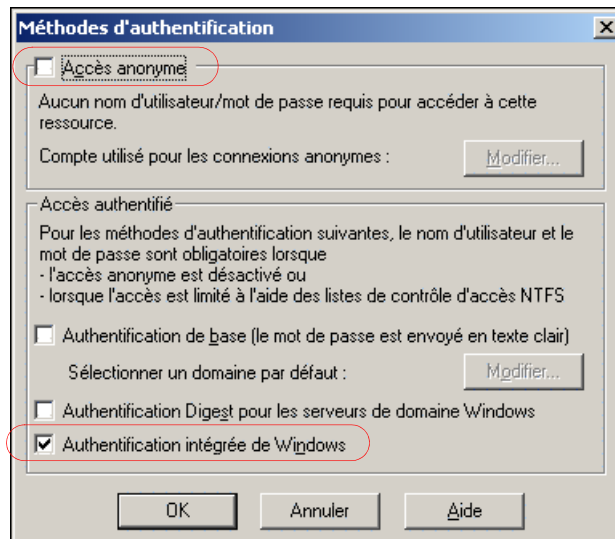 Méthodes d'authentification
Accès anonyme
Aucun nom d'utilisateur/mot de passe requis pour accéder à cette
ressource.
Compte utilisé pour les connexions anonymes :
Modifier...
Accès authentifié
Pour les méthodes d'authentification suivantes, le nom d'utilisateur et le
mot de passe sont obligatoires lorsque
- l'accès anonyme est désactivé ou
- lorsque l'accès est limité à l'aide des listes de contrôle d'accès NTFS
Authentification de base (le mot de passe est envoyé en texte clair)
Sélectionner un domaine par défaut :
Modifier...
Authentification Digest pour les serveurs de domaine Windows
Authentification intégrée de Windows
OK
Annuler
Aide